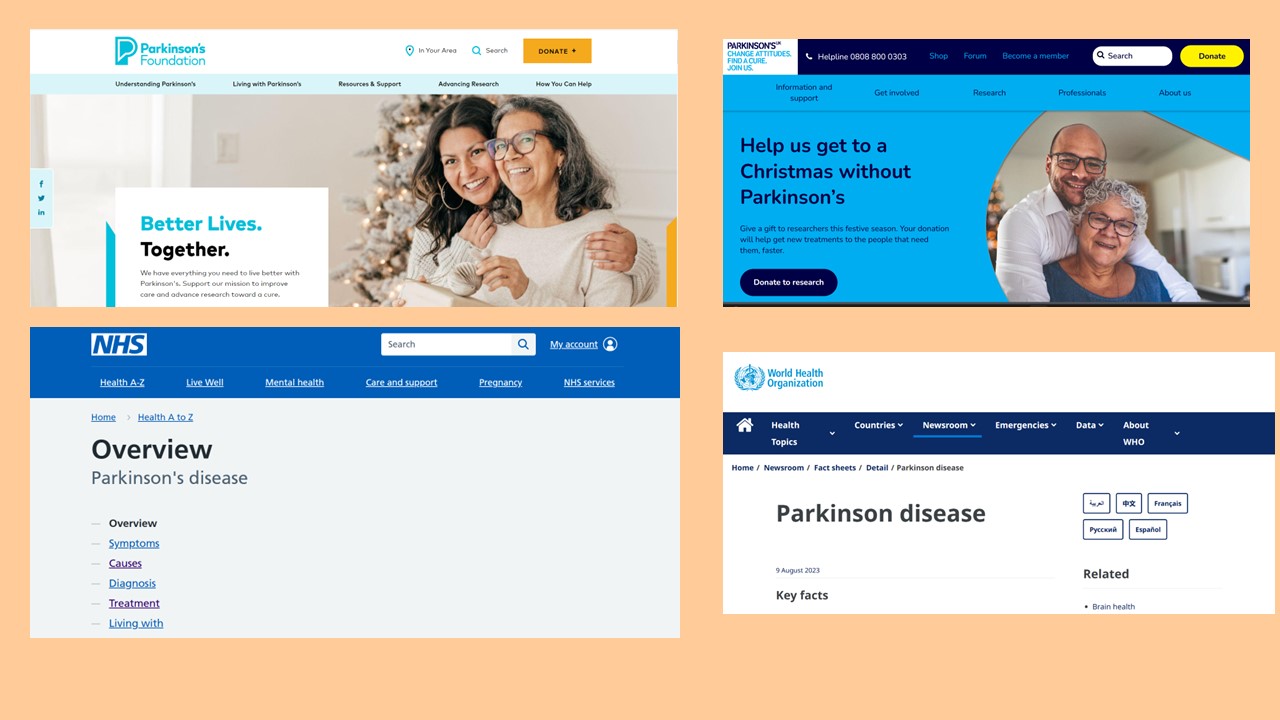 Parkinson's
Foundation
In Your Area
Search
DONATE +
Understanding Parkinson's
Living with Parkinson's
Resources & Support
Advancing Research
How You Can Help
f
in
Better Lives.
Together.
We have everything you need to live better with
Parkinson's. Support our mission to improve
care and advance research toward a cure.
PARKINSON'S UK
CHANGE ATTITUDES.
FIND A CURE.
JOIN US.
Helpline 0808 800 0303
Shop
Forum
Become a member
Search
Donate
Information and
support
Get involved
Research
Professionals
About us
Help us get to a
Christmas without
Parkinson's
Give a gift to researchers this festive season. Your donation
will help get new treatments to the people that need
them, faster.
Donate to research
NHS
Search
My account
Health A-Z
Live Well
Mental health
Care and support
Pregnancy
NHS services
Home › Health A to Z
Overview
Parkinson's disease
— Overview
— Symptoms
— Causes
— Diagnosis
— Treatment
— Living with
World Health
Organization
Health
Topics
Countries
Newsroom
Emergencies
Data
About
WHO
Home / Newsroom / Fact sheets / Detail / Parkinson disease
Parkinson disease
العربية
中文
Français
Русский
Español
9 August 2023
Key facts
Related
• Brain health